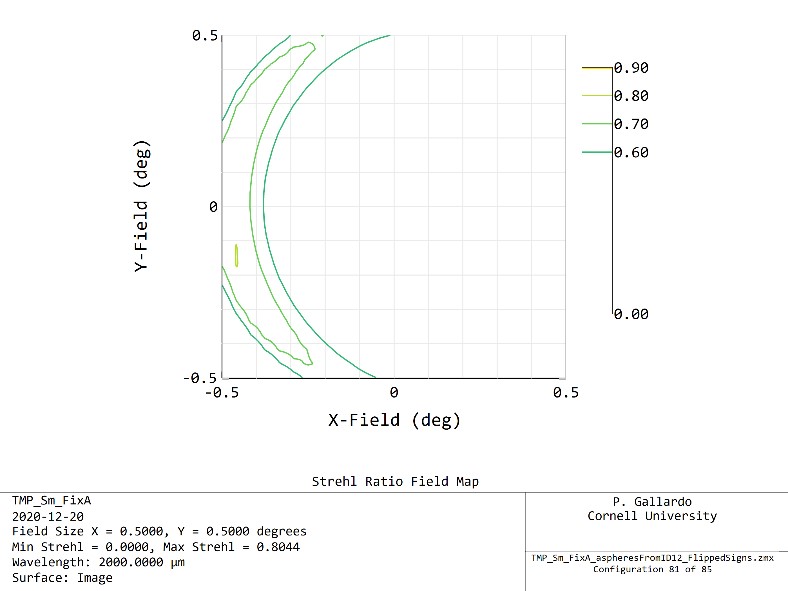 0.5
0
-0.5
Y-Field (deg)
-0.5
0
0.5
X-Field (deg)
0.90
0.80
0.70
0.60
0.00
Strehl Ratio Field Map
TMP_Sm_FixA
2020-12-20
Field Size X = 0.5000, Y = 0.5000 degrees
Min Strehl = 0.0000, Max Strehl = 0.8044
Wavelength: 2000.0000 µm
Surface: Image
P. Gallardo
Cornell University
TMP_Sm_FixA_aspheresFromID12_FlippedSigns.zmx
Configuration 81 of 85